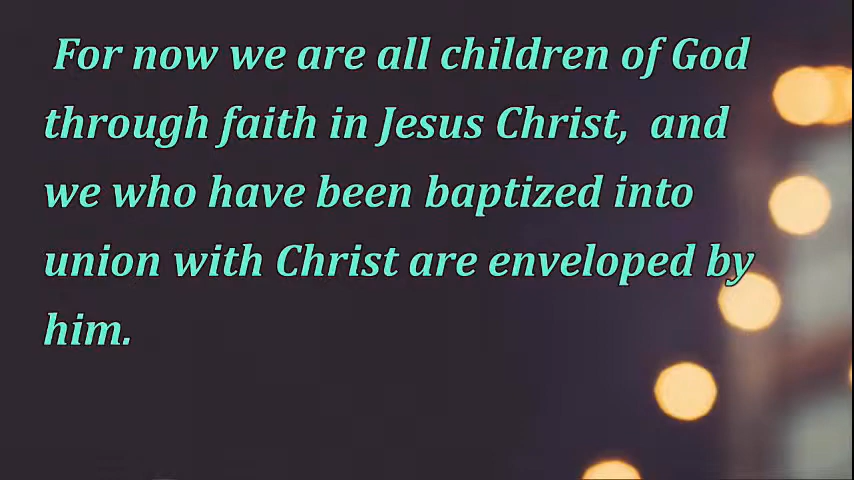 For now we are all children of God
through faith in Jesus Christ,  and
we who have been baptized into
union with Christ are enveloped by
him.